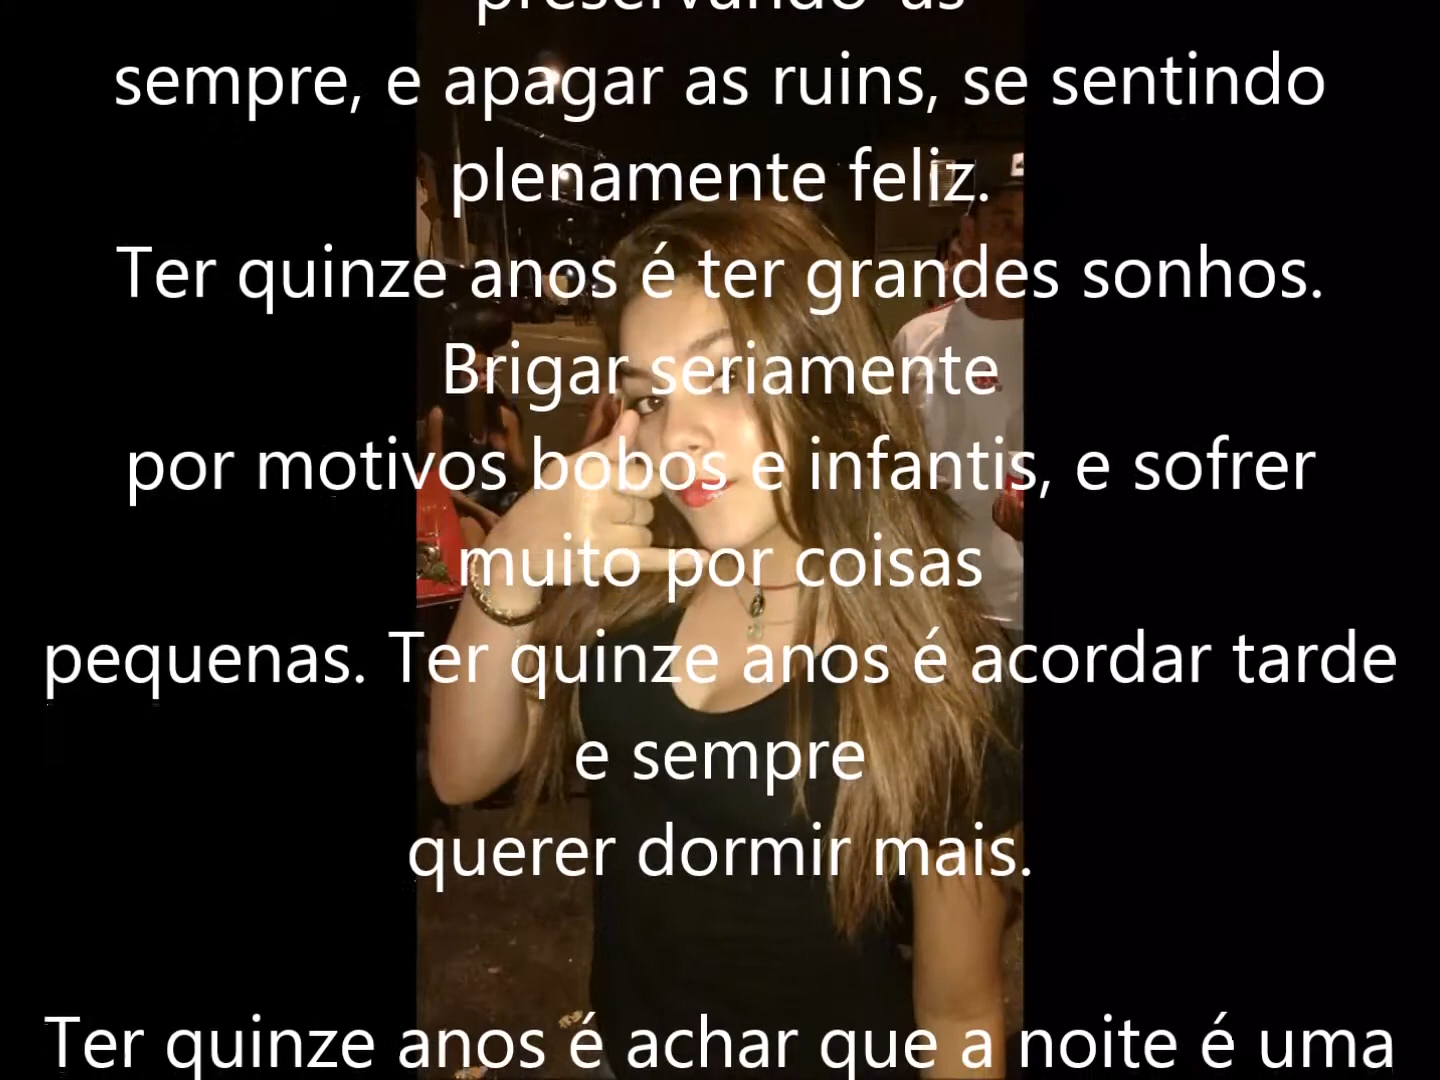 preservando-as
sempre, e apagar as ruins, se sentindo
plenamente feliz.
Ter quinze anos é ter grandes sonhos.
Brigar seriamente
por motivos bobos e infantis, e sofrer
muito por coisas
pequenas. Ter quinze anos é acordar tarde
e sempre
querer dormir mais.
Ter quinze anos é achar que a noite é uma